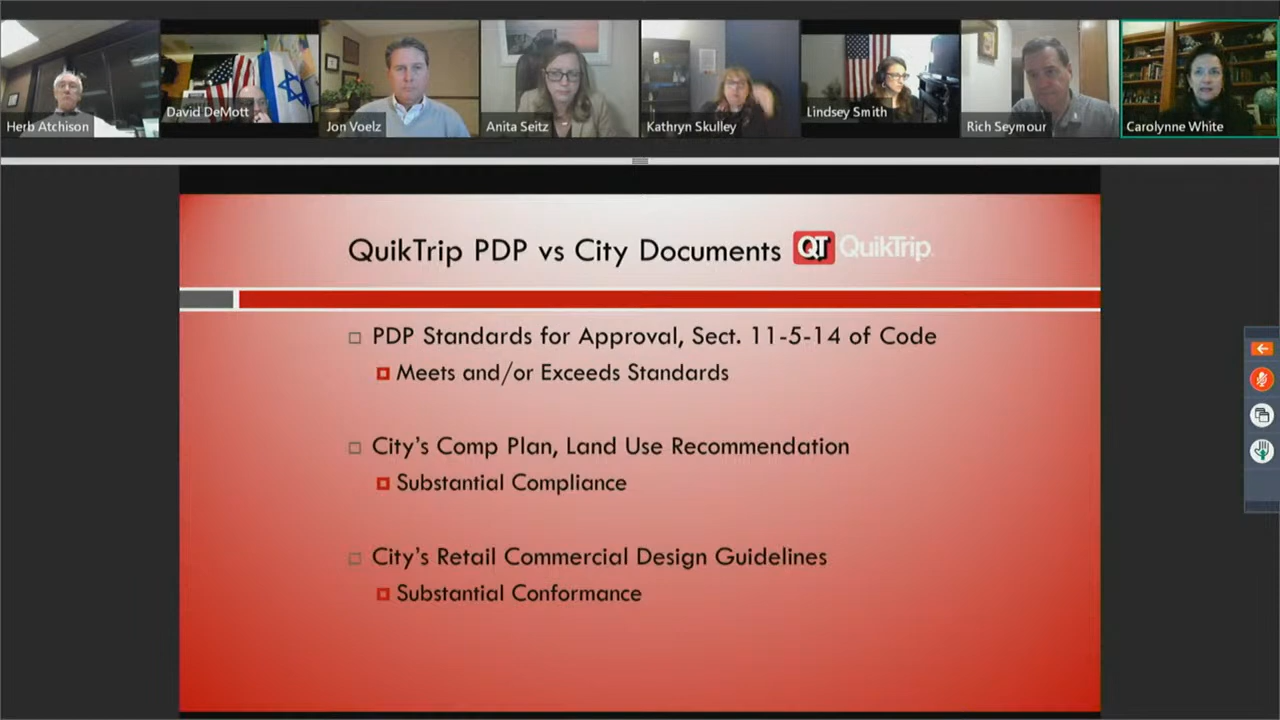 Herb Atchison
David DeMott
Jon Voelz
Anita Seitz
Kathryn Skulley
Lindsey Smith
Rich Seymour
Carolynne White
QuikTrip PDP vs City Documents QT QuikTrip
PDP Standards for Approval, Sect. 11-5-14 of Code
Meets and/or Exceeds Standards
City's Comp Plan, Land Use Recommendation
Substantial Compliance
City's Retail Commercial Design Guidelines
Substantial Conformance